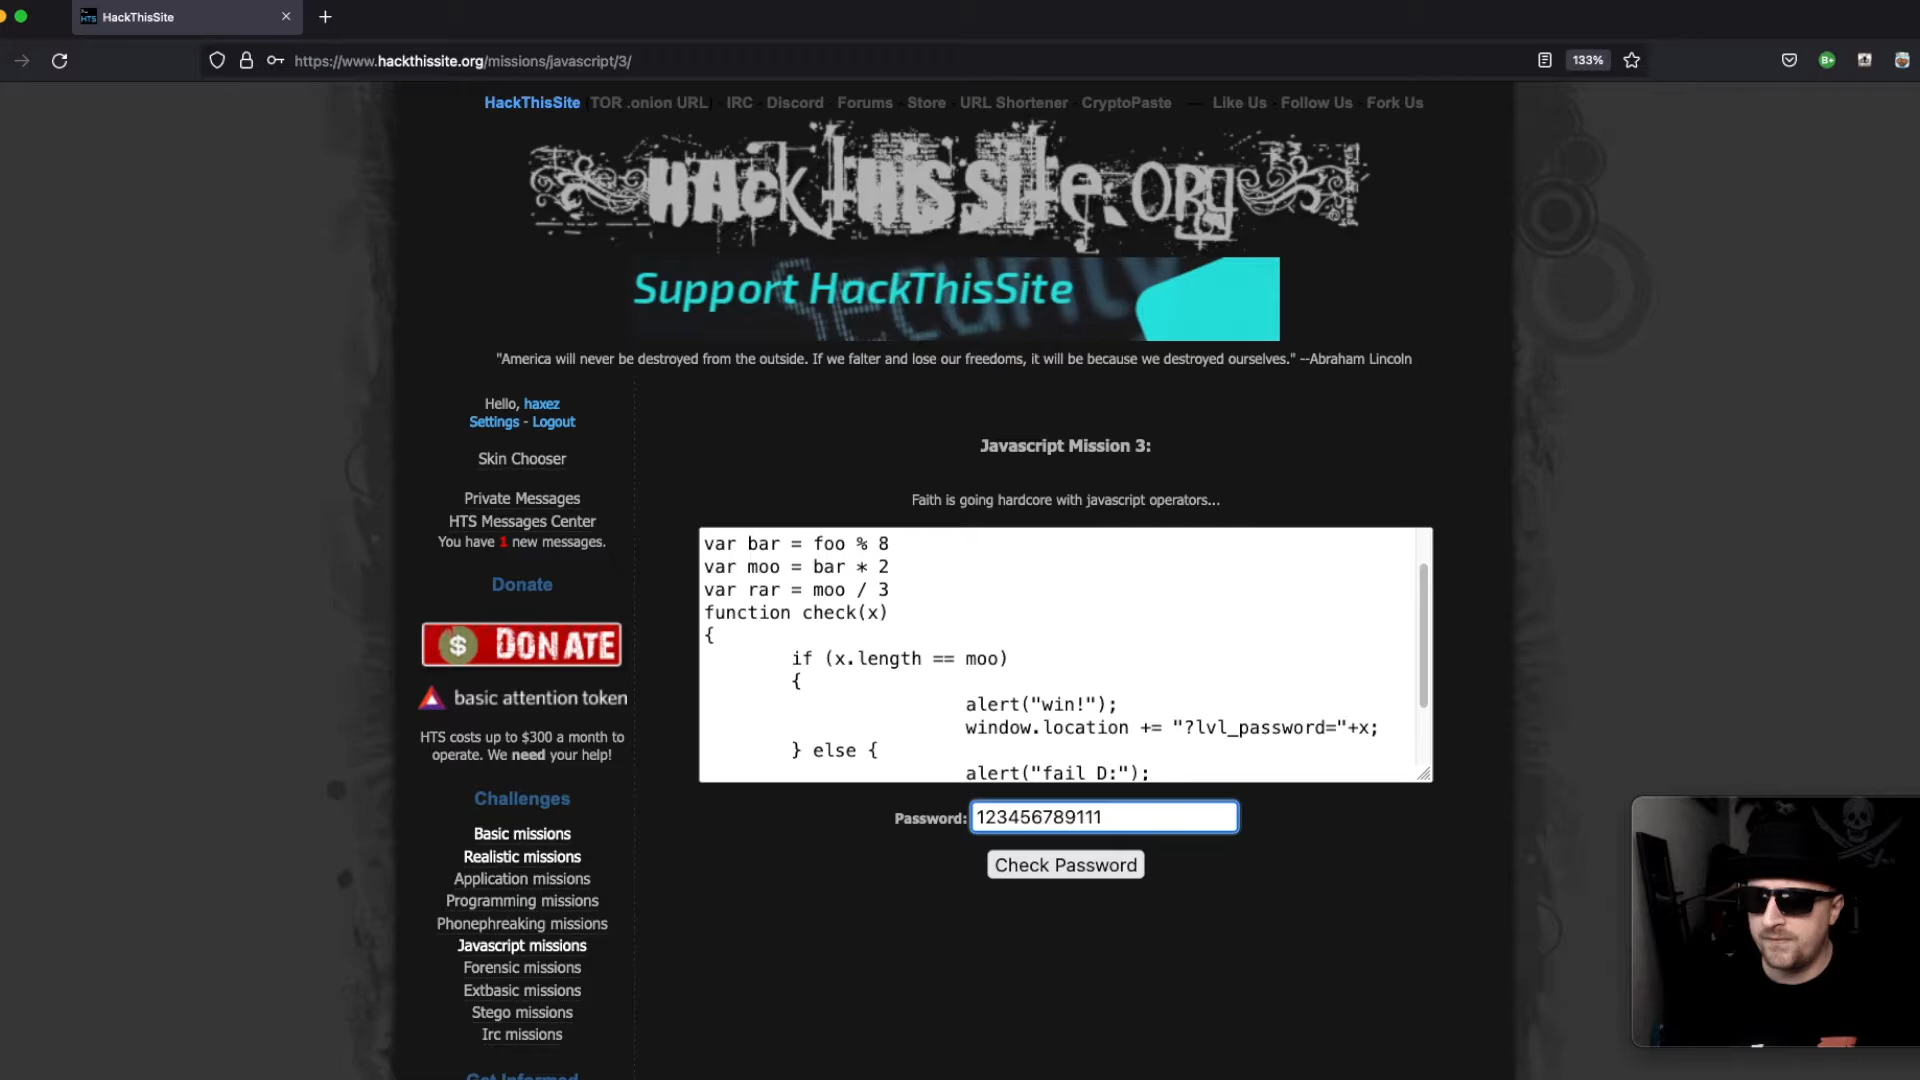 HackThisSite
https://www.hackthissite.org/missions/javascript/3/
133%
HackThisSite TOR .onion URL - IRC - Discord - Forums - Store - URL Shortener - CryptoPaste — Like Us - Follow Us - Fork Us
HackThisSite.ORG
Support HackThisSite
"America will never be destroyed from the outside. If we falter and lose our freedoms, it will be because we destroyed ourselves." --Abraham Lincoln
Hello, haxez
Settings - Logout
Skin Chooser
Private Messages
HTS Messages Center
You have 1 new messages.
Donate
$ DONATE
basic attention token
HTS costs up to $300 a month to
operate. We need your help!
Challenges
Basic missions
Realistic missions
Application missions
Programming missions
Phonephreaking missions
Javascript missions
Forensic missions
Extbasic missions
Stego missions
Irc missions
Get Informed
Javascript Mission 3:
Faith is going hardcore with javascript operators...
var bar = foo % 8
var moo = bar * 2
var rar = moo / 3
function check(x)
{
if (x.length == moo)
{
alert("win!");
window.location += "?lvl_password="+x;
} else {
alert("fail D:");
Password: 123456789111
Check Password